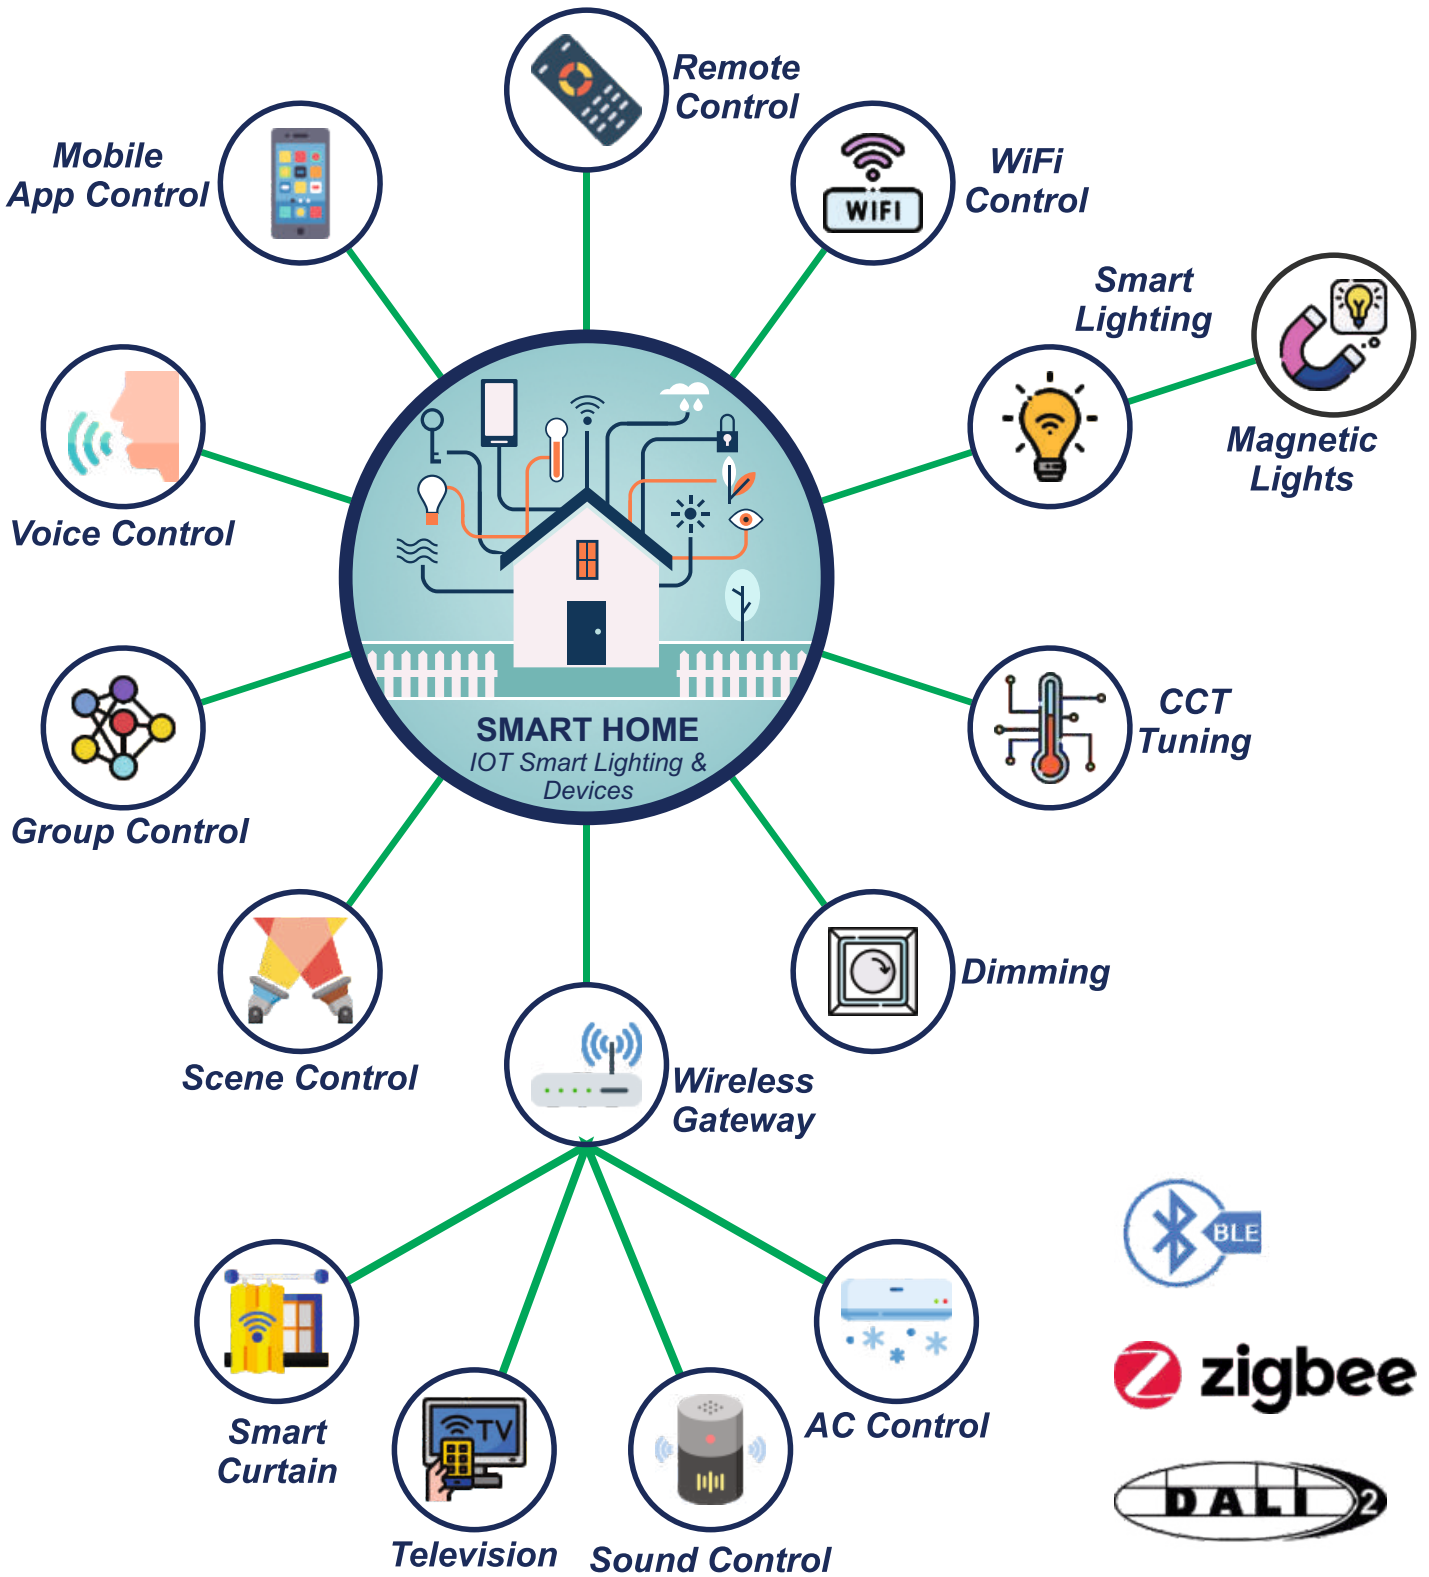 Remote
Control
Mobile
App Control
WiFi
Control
WIFI
Smart
Lighting
Magnetic
Lights
Voice Control
CCT
Tuning
SMART HOME
IOT Smart Lighting &
Devices
Group Control
Dimming
Scene Control
Wireless
Gateway
BLE
zigbee
TV
AC Control
Smart
Curtain
DALI 2
Television
Sound Control